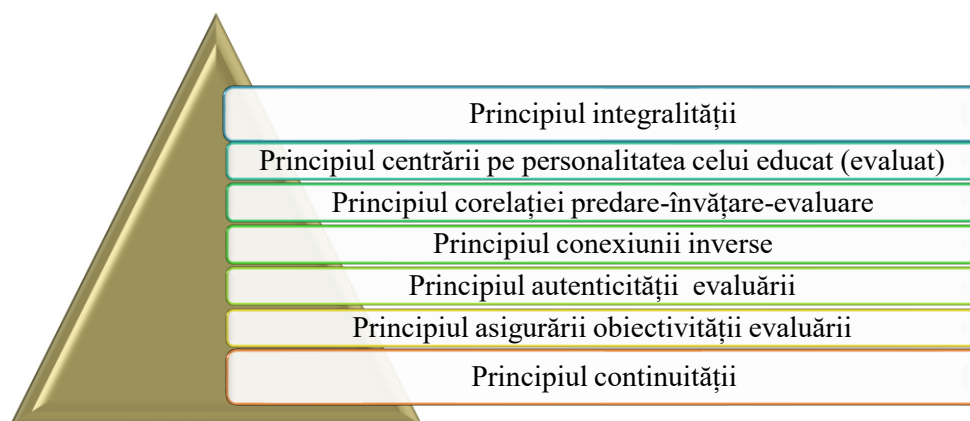 Principiul integralității
Principiul centrării pe personalitatea celui educat (evaluat)
Principiul corelației predare-învățare-evaluare
Principiul conexiunii inverse
Principiul autenticității evaluării
Principiul asigurării obiectivității evaluării
Principiul continuității